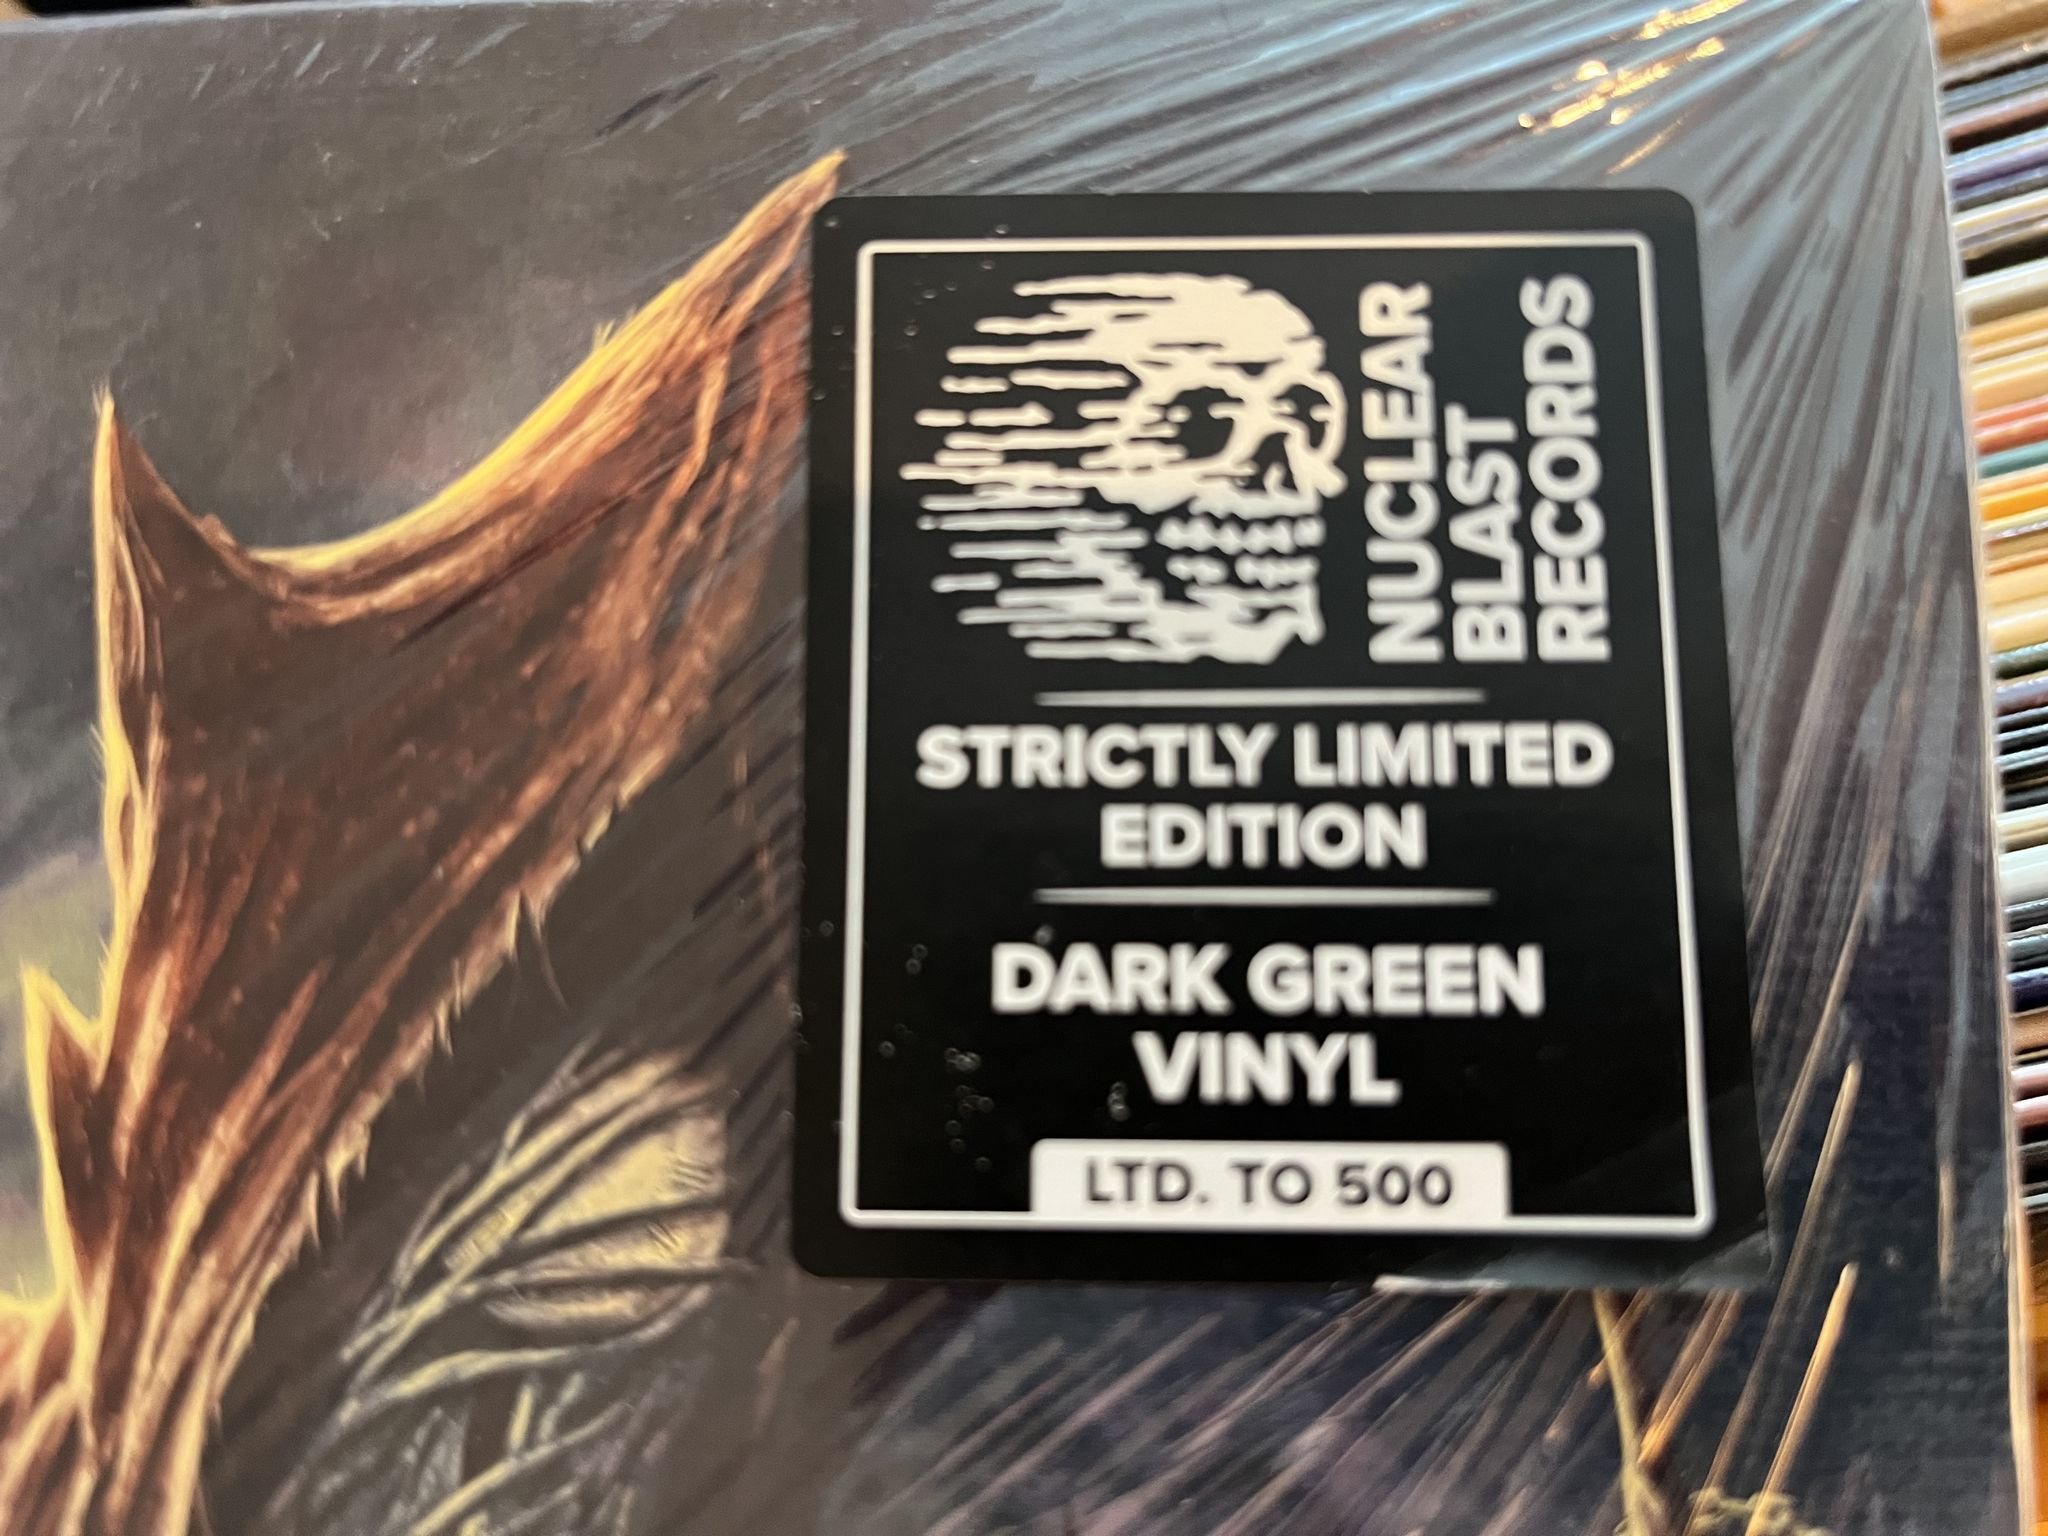 NUCLEAR
BLAST
RECORDS
STRICTLY LIMITED
EDITION
DARK GREEN
VINYL
LTD. TO 500